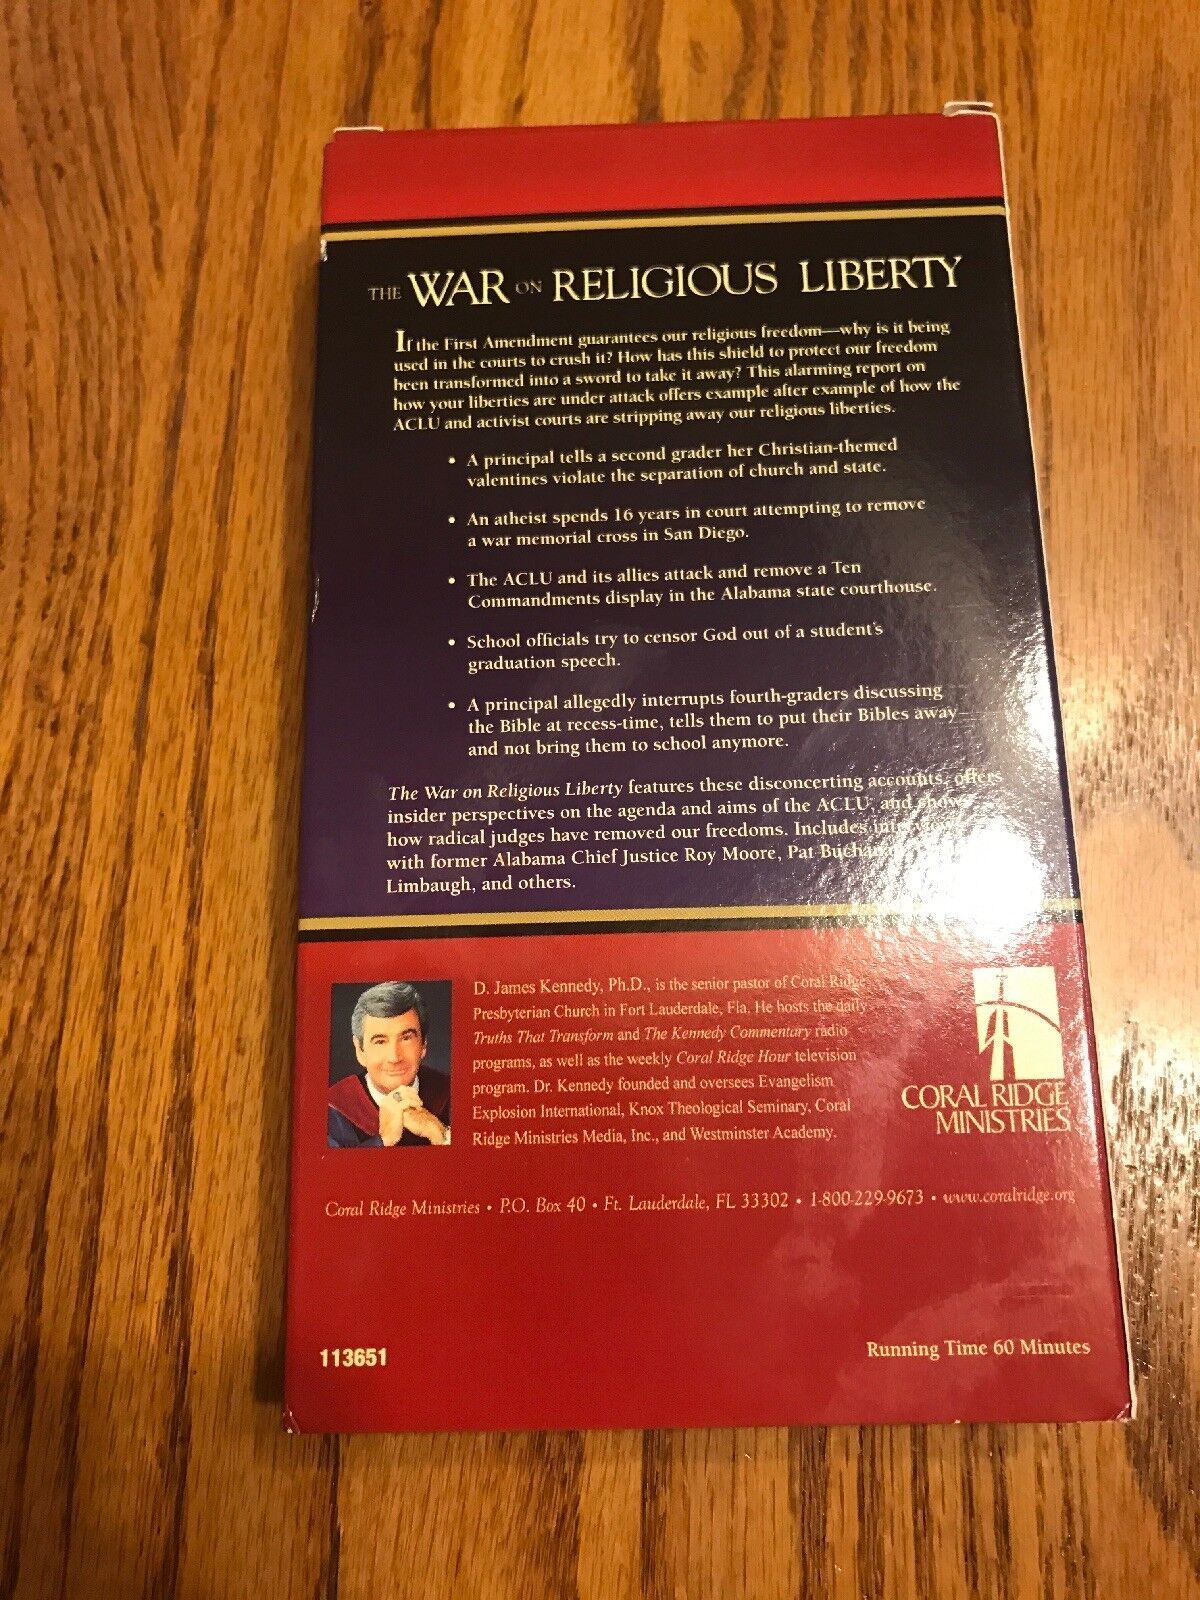 THE WAR ON RELIGIOUS LIBERTY
If the First Amendment guarantees our religious freedom—why is it being
used in the courts to crush it? How has this shield to protect our freedom
been transformed into a sword to take it away? This alarming report on
how your liberties are under attack offers example after example of how the
ACLU and activist courts are stripping away our religious liberties.
• A principal tells a second grader her Christian-themed
valentines violate the separation of church and state.
• An atheist spends 16 years in court attempting to remove
a war memorial cross in San Diego.
• The ACLU and its allies attack and remove a Ten
Commandments display in the Alabama state courthouse.
• School officials try to censor God out of a student's
graduation speech.
• A principal allegedly interrupts fourth-graders discussing
the Bible at recess-time, tells them to put their Bibles away—
and not bring them to school anymore.
The War on Religious Liberty features these disconcerting accounts, offers
insider perspectives on the agenda and aims of the ACLU, and shows
how radical judges have removed our freedoms. Includes interviews
with former Alabama Chief Justice Roy Moore, Pat Buchanan,
Limbaugh, and others.
D. James Kennedy, Ph.D., is the senior pastor of Coral Ridge
Presbyterian Church in Fort Lauderdale, Fla. He hosts the daily
Truths That Transform and The Kennedy Commentary radio
programs, as well as the weekly Coral Ridge Hour television
program. Dr. Kennedy founded and oversees Evangelism
Explosion International, Knox Theological Seminary, Coral
Ridge Ministries Media, Inc., and Westminster Academy.
CORAL RIDGE
MINISTRIES
Coral Ridge Ministries • P.O. Box 40 • Ft. Lauderdale, FL 33302 • 1-800-229-9673 • www.coralridge.org
113651
Running Time 60 Minutes